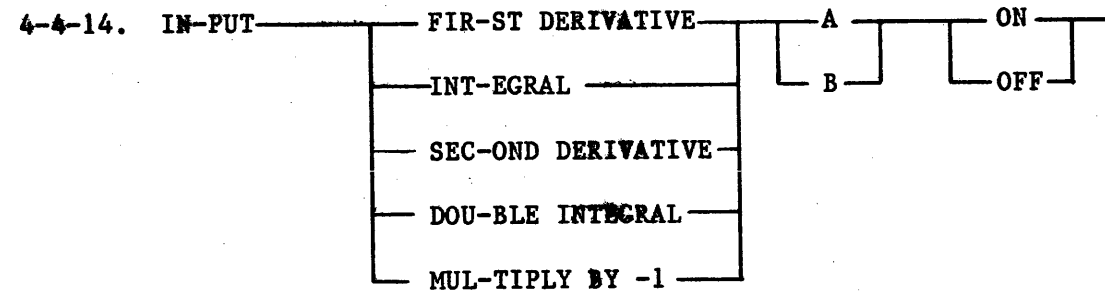 4-4-14. IN-PUT FIR-ST DERIVATIVE A ON
INT-EGRAL B OFF
SEC-OND DERIVATIVE
DOU-BLE INTEGRAL
MUL-TIPLY BY -1